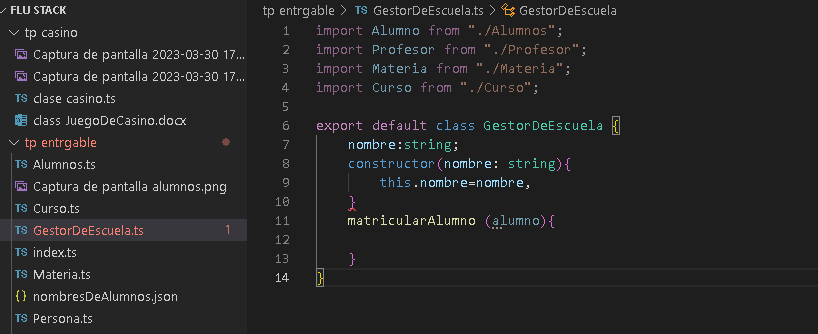 FLU STACK
tp casino
Captura de pantalla 2023-03-30 17...
Captura de pantalla 2023-03-30 17...
TS clase casino.ts
class JuegoDeCasino.docx
tp entrgable
TS Alumnos.ts
Captura de pantalla alumnos.png
TS Curso.ts
TS GestorDeEscuela.ts 1
TS index.ts
TS Materia.ts
{} nombresDeAlumnos.json
TS Persona.ts
tp entrgable > TS GestorDeEscuela.ts > GestorDeEscuela
1 import Alumno from "./Alumnos";
2 import Profesor from "./Profesor";
3 import Materia from "./Materia";
4 import Curso from "./Curso";
5
6 export default class GestorDeEscuela {
7 nombre:string;
8 constructor(nombre: string){
9 this.nombre=nombre,
10 }
11 matricularAlumno (alumno){
12
13 }
14 }